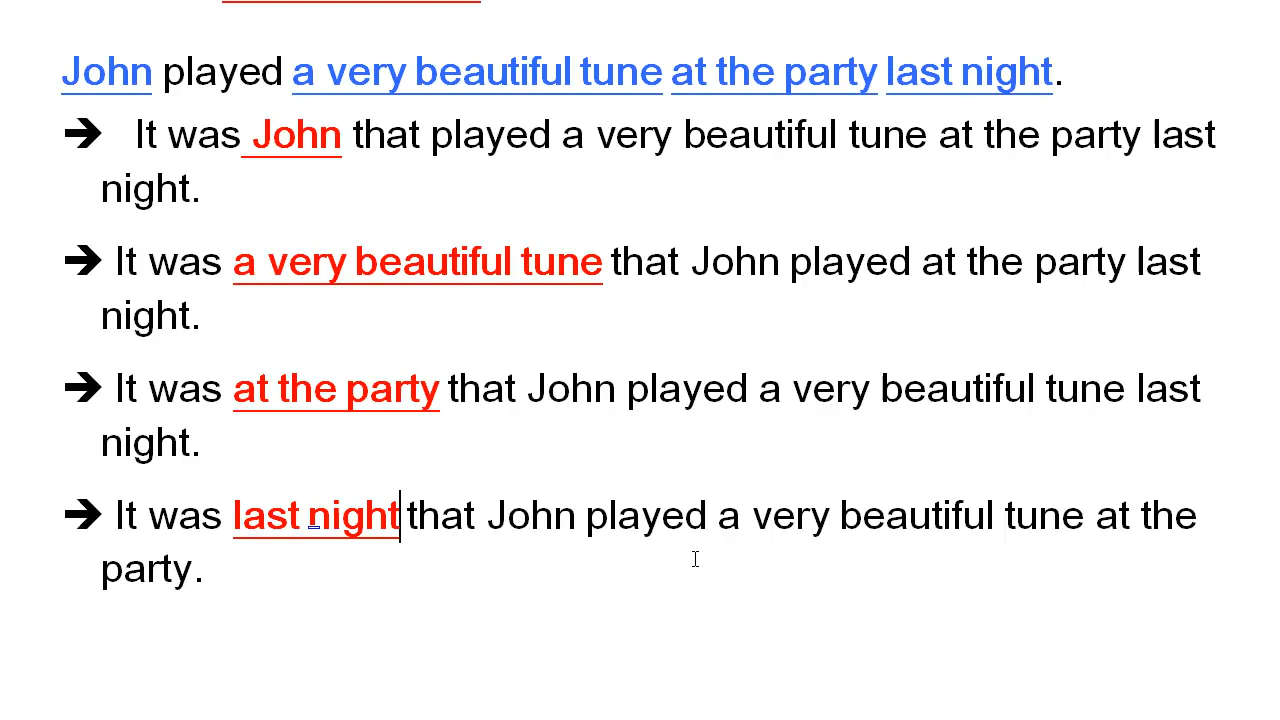 John played a very beautiful tune at the party last night.
➔ It was John that played a very beautiful tune at the party last
night.
➔ It was a very beautiful tune that John played at the party last
night.
➔ It was at the party that John played a very beautiful tune last
night.
➔ It was last night that John played a very beautiful tune at the
party.